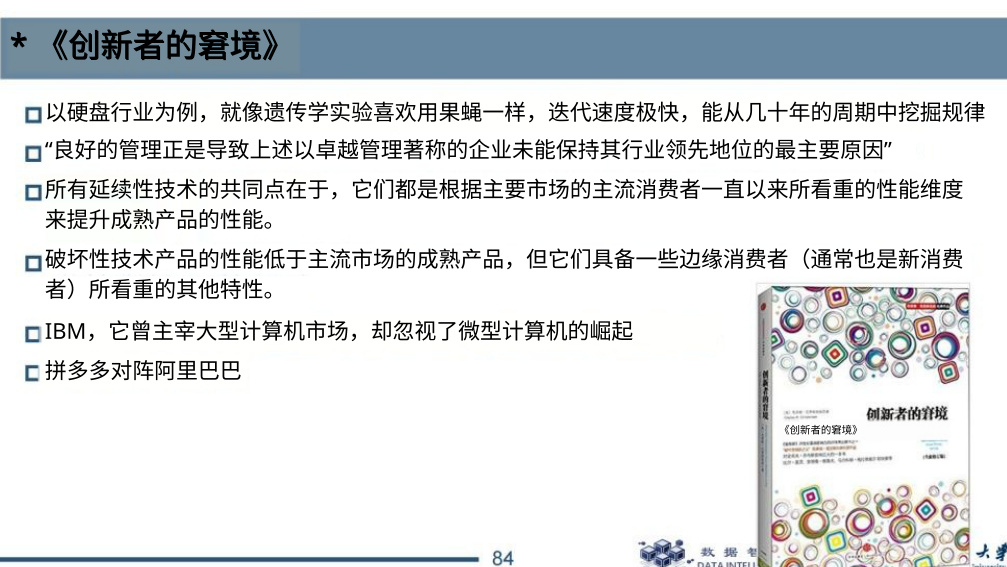 * 《创新者的窘境》
以硬盘行业为例，就像遗传学实验喜欢用果蝇一样，迭代速度极快，能从几十年的周期中挖掘规律
“良好的管理正是导致上述以卓越管理著称的企业未能保持其行业领先地位的最主要原因”
所有延续性技术的共同点在于，它们都是根据主要市场的主流消费者一直以来所看重的性能维度
来提升成熟产品的性能。
破坏性技术产品的性能低于主流市场的成熟产品，但它们具备一些边缘消费者（通常也是新消费
者）所看重的其他特性。
IBM，它曾主宰大型计算机市场，却忽视了微型计算机的崛起
拼多多对阵阿里巴巴
创新者的窘境
创新者的窘境
《创新者的窘境》
84
数据智
DATA INTELL
大学